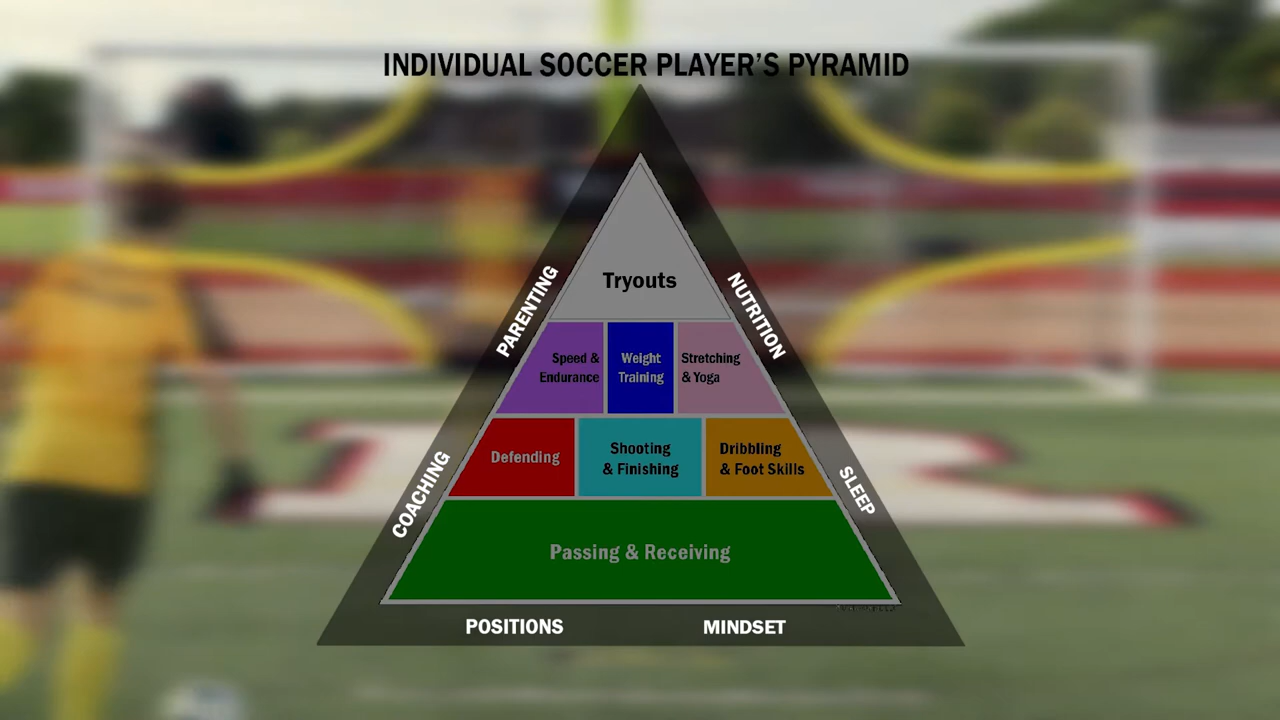 INDIVIDUAL SOCCER PLAYER'S PYRAMID
Tryouts
PARENTING
NUTRITION
Speed &
Endurance
Weight
Training
Stretching
& Yoga
Defending
Shooting
& Finishing
Dribbling
& Foot Skills
COACHING
SLEEP
Passing & Receiving
POSITIONS
MINDSET